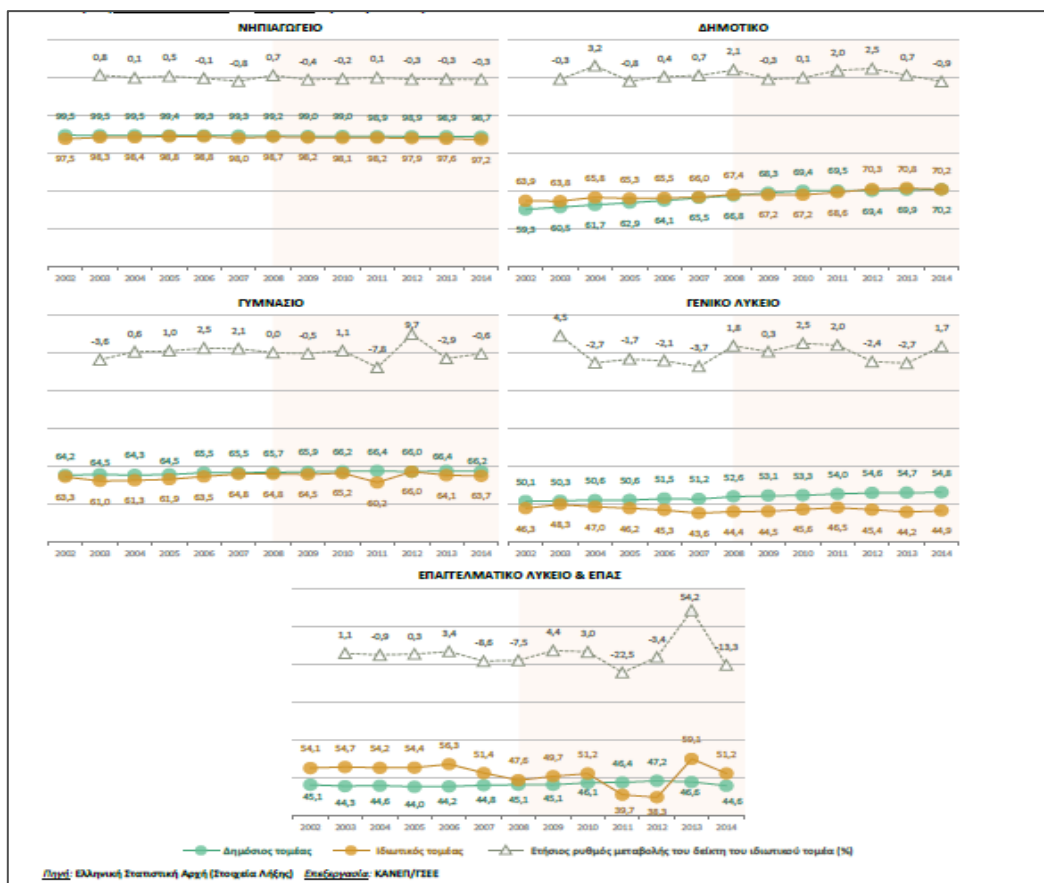 ΝΗΠΙΑΓΩΓΕΙΟ
0,8 0,1 0,5 -0,1 -0,8 0,7 -0,4 -0,2 0,1 -0,3 -0,3 -0,3
99,5 99,5 99,5 99,4 99,3 99,3 99,2 99,0 99,0 98,9 98,9 98,9 98,7
97,5 98,3 98,4 98,8 98,8 98,0 98,7 98,2 98,1 98,2 97,9 97,6 97,2
2002 2003 2004 2005 2006 2007 2008 2009 2010 2011 2012 2013 2014
ΔΗΜΟΤΙΚΟ
-0,3 3,2 -0,8 0,4 0,7 2,1 -0,3 0,1 2,0 2,5 0,7 -0,9
63,9 63,8 65,8 65,3 65,5 66,0 67,4 68,3 69,4 69,5 70,3 70,8 70,2
59,3 60,5 61,7 62,9 64,1 65,5 66,8 67,2 67,2 68,6 69,4 69,9 70,2
2002 2003 2004 2005 2006 2007 2008 2009 2010 2011 2012 2013 2014
ΓΥΜΝΑΣΙΟ
-3,6 0,6 1,0 2,5 2,1 0,0 -0,5 1,1 -7,8 9,7 -2,9 -0,6
64,2 64,5 64,3 64,5 65,5 65,5 65,7 65,9 66,2 66,4 66,0 66,4 66,2
63,3 61,0 61,3 61,9 63,5 64,8 64,8 64,5 65,2 60,2 66,0 64,1 63,7
2002 2003 2004 2005 2006 2007 2008 2009 2010 2011 2012 2013 2014
ΓΕΝΙΚΟ ΛΥΚΕΙΟ
4,5 -2,7 -1,7 -2,1 -3,7 1,8 0,3 2,5 2,0 -2,4 -2,7 1,7
50,1 50,3 50,6 50,6 51,5 51,2 52,6 53,1 53,3 54,0 54,6 54,7 54,8
46,3 48,3 47,0 46,2 45,3 43,6 44,4 44,5 45,6 46,5 45,4 44,2 44,9
2002 2003 2004 2005 2006 2007 2008 2009 2010 2011 2012 2013 2014
ΕΠΑΓΓΕΛΜΑΤΙΚΟ ΛΥΚΕΙΟ & ΕΠΑΣ
1,1 -0,9 0,3 3,4 -8,6 -7,5 4,4 3,0 -22,5 -3,4 54,2 -13,3
54,1 54,7 54,2 54,4 56,3 51,4 47,6 49,7 51,2 46,4 47,2 59,1 51,2
45,1 44,3 44,6 44,0 44,2 44,8 45,1 45,1 46,1 39,7 38,3 46,6 44,6
2002 2003 2004 2005 2006 2007 2008 2009 2010 2011 2012 2013 2014
Δημόσιος τομέας Ιδιωτικός τομέας Ετήσιος ρυθμός μεταβολής του δείκτη του ιδιωτικού τομέα (%)
Πηγή: Ελληνική Στατιστική Αρχή (Στοιχεία Λήξης) Επεξεργασία: ΚΑΝΕΠ/ΓΣΕΕ